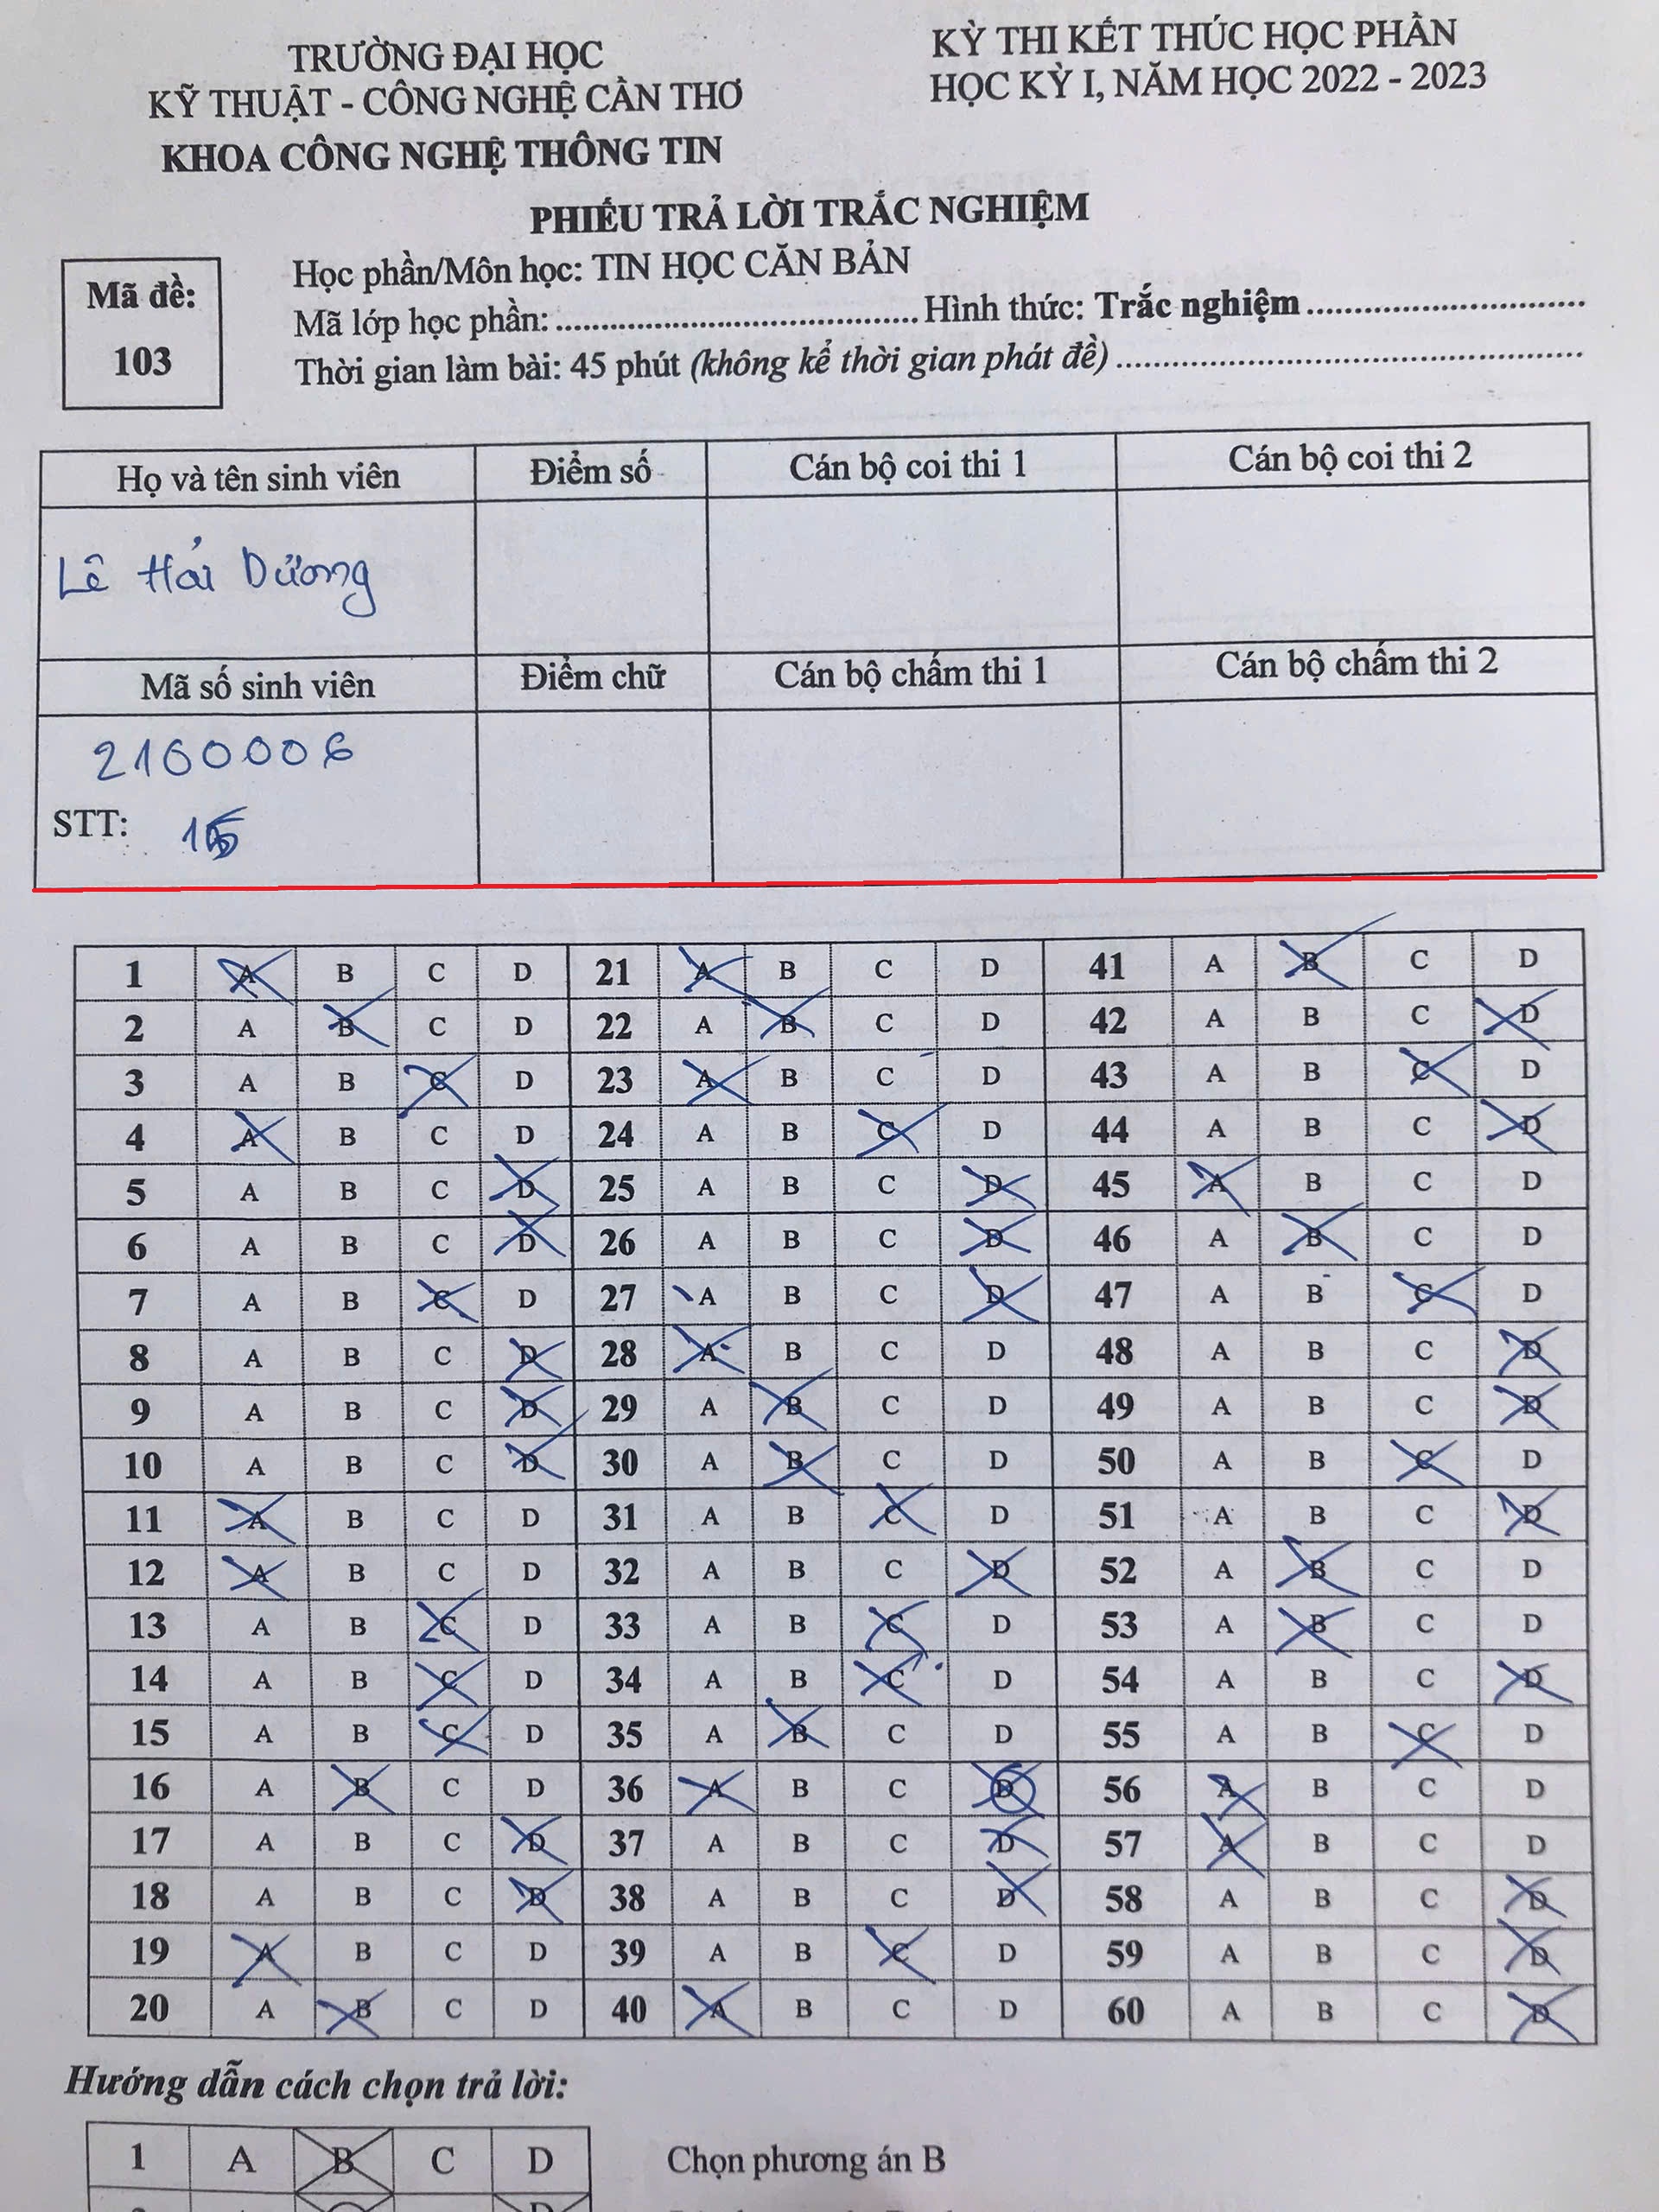 TRƯỜNG ĐẠI HỌC
KỸ THUẬT - CÔNG NGHỆ CẦN THƠ
KHOA CÔNG NGHỆ THÔNG TIN
KỲ THI KẾT THÚC HỌC PHẦN
HỌC KỲ I, NĂM HỌC 2022 - 2023
PHIẾU TRẢ LỜI TRẮC NGHIỆM
Mã đề:
103
Học phần/Môn học: TIN HỌC CĂN BẢN
Mã lớp học phần: ........................................ Hình thức: Trắc nghiệm ..............................
Thời gian làm bài: 45 phút (không kể thời gian phát đề) ..................................................
Họ và tên sinh viên Điểm số Cán bộ coi thi 1 Cán bộ coi thi 2
Lê Hải Dương
Mã số sinh viên Điểm chữ Cán bộ chấm thi 1 Cán bộ chấm thi 2
2100006
STT:
1 A B C D 21 A B C D 41 A B C D
2 A B C D 22 A B C D 42 A B C D
3 A B C D 23 A B C D 43 A B C D
4 A B C D 24 A B C D 44 A B C D
5 A B C D 25 A B C D 45 A B C D
6 A B C D 26 A B C D 46 A B C D
7 A B C D 27 A B C D 47 A B C D
8 A B C D 28 A B C D 48 A B C D
9 A B C D 29 A B C D 49 A B C D
10 A B C D 30 A B C D 50 A B C D
11 A B C D 31 A B C D 51 A B C D
12 A B C D 32 A B C D 52 A B C D
13 A B C D 33 A B C D 53 A B C D
14 A B C D 34 A B C D 54 A B C D
15 A B C D 35 A B C D 55 A B C D
16 A B C D 36 A B C D 56 A B C D
17 A B C D 37 A B C D 57 A B C D
18 A B C D 38 A B C D 58 A B C D
19 A B C D 39 A B C D 59 A B C D
20 A B C D 40 A B C D 60 A B C D
Hướng dẫn cách chọn trả lời:
1 A B C D Chọn phương án B